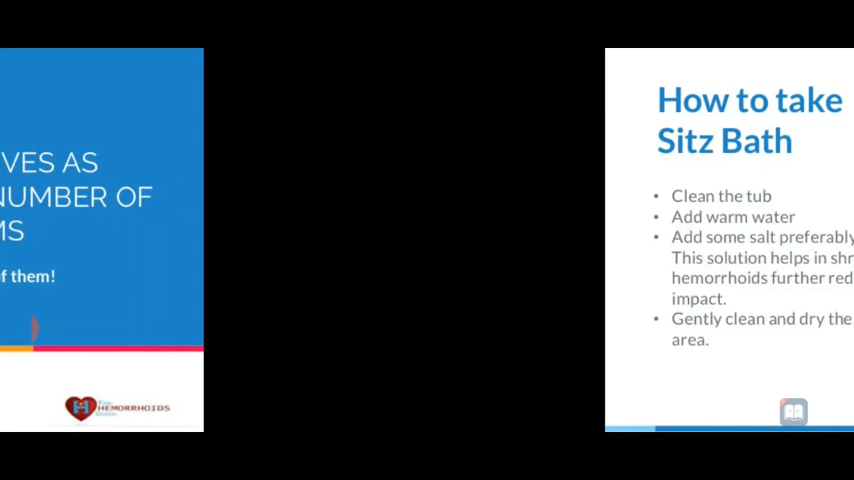 VES AS
NUMBER OF
MS
of them!
HEMORRHOIDS
How to take
Sitz Bath
• Clean the tub
• Add warm water
• Add some salt preferably
This solution helps in shr
hemorrhoids further red
impact.
• Gently clean and dry the
area.